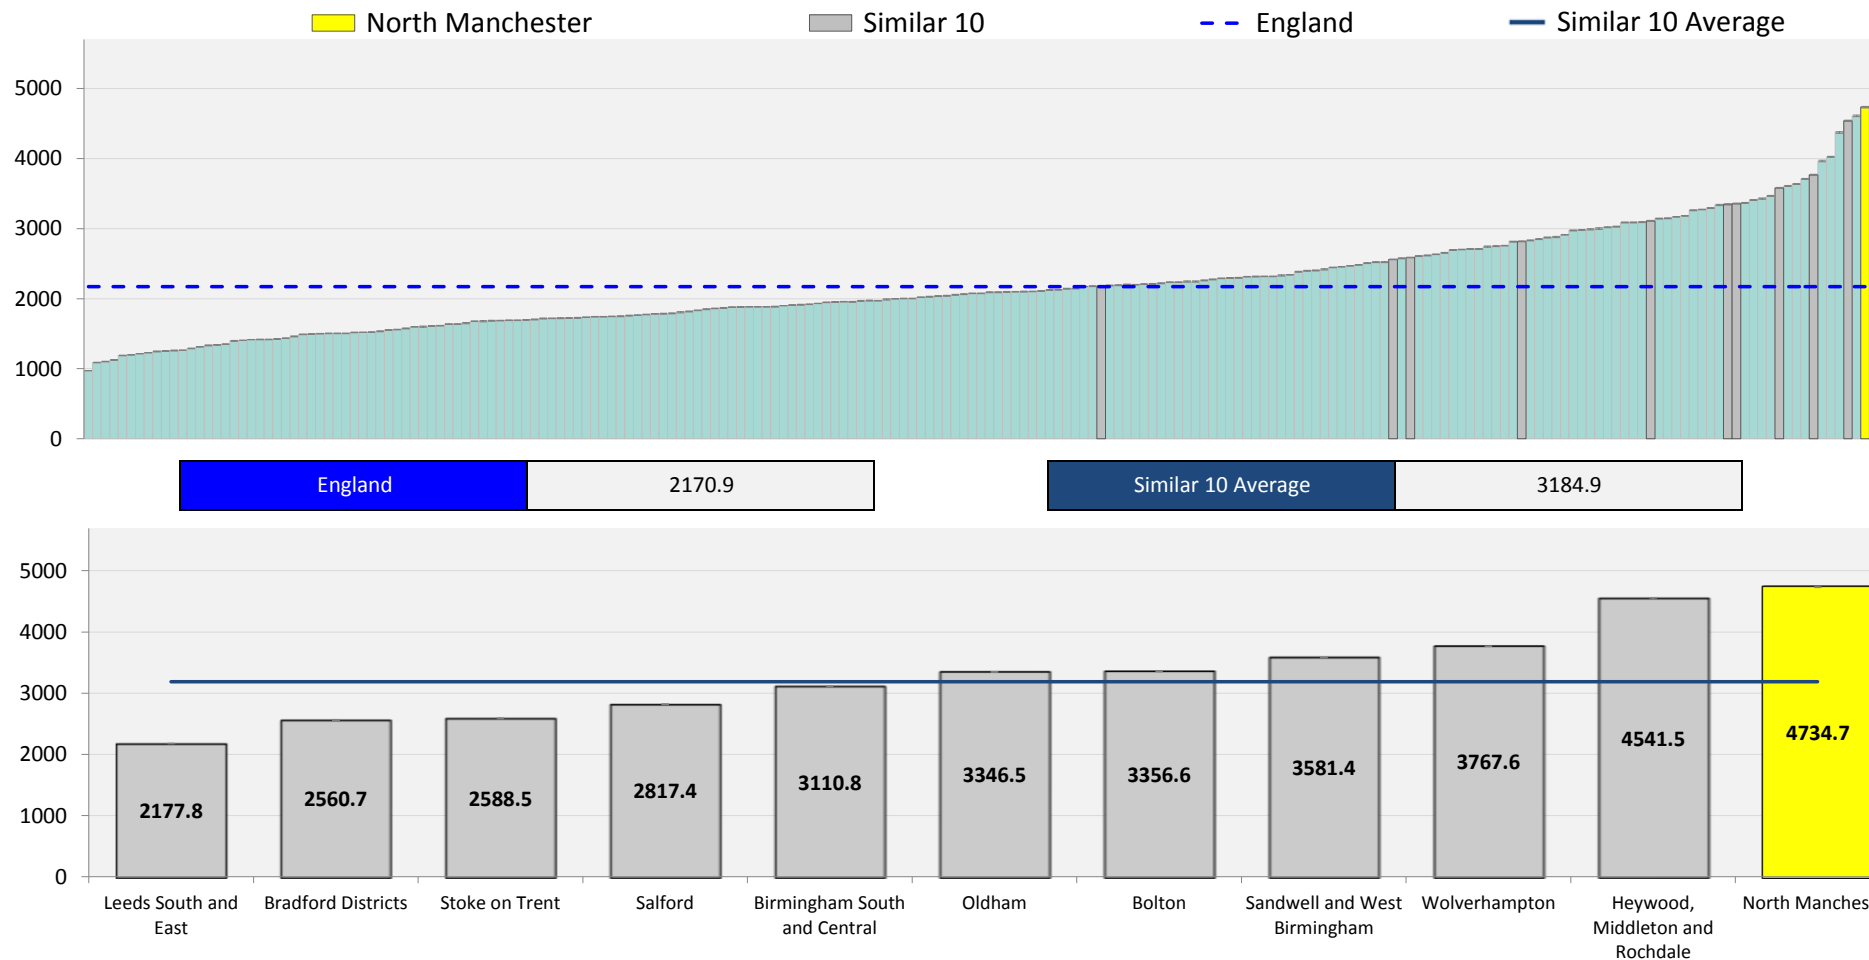 North Manchester
Similar 10
England
Similar 10 Average
5000
4000
3000
2000
1000
0
England 2170.9
Similar 10 Average 3184.9
5000
4000
3000
2000
1000
0
2177.8
2560.7
2588.5
2817.4
3110.8
3346.5
3356.6
3581.4
3767.6
4541.5
4734.7
Leeds South and
East
Bradford Districts
Stoke on Trent
Salford
Birmingham South
and Central
Oldham
Bolton
Sandwell and West
Birmingham
Wolverhampton
Heywood,
Middleton and
Rochdale
North Manches